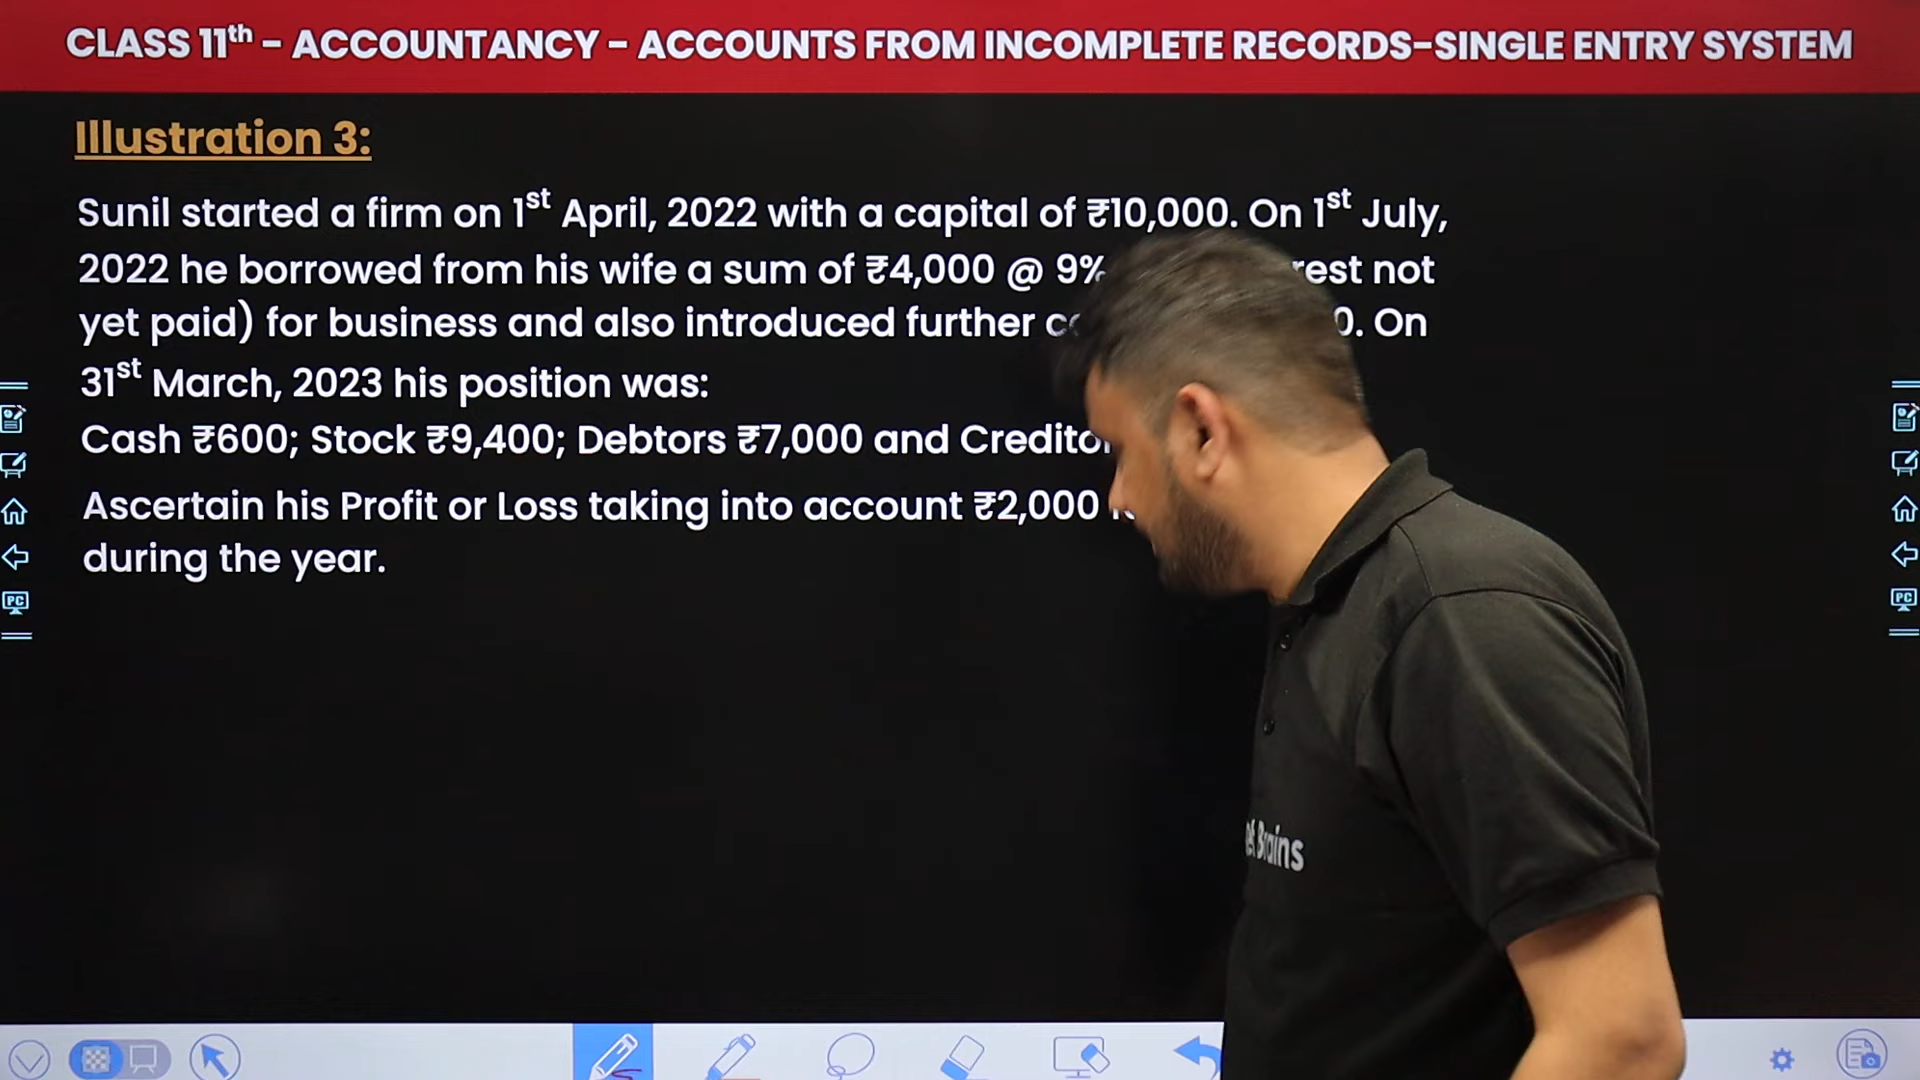 CLASS 11th - ACCOUNTANCY - ACCOUNTS FROM INCOMPLETE RECORDS-SINGLE ENTRY SYSTEM
Illustration 3:
Sunil started a firm on 1st April, 2022 with a capital of ₹10,000. On 1st July,
2022 he borrowed from his wife a sum of ₹4,000 @ 9% not
yet paid) for business and also introduced further On
31st March, 2023 his position was:
Cash ₹600; Stock ₹9,400; Debtors ₹7,000 and
Ascertain his Profit or Loss taking into account ₹2,000
during the year.
PC
PC
Brains